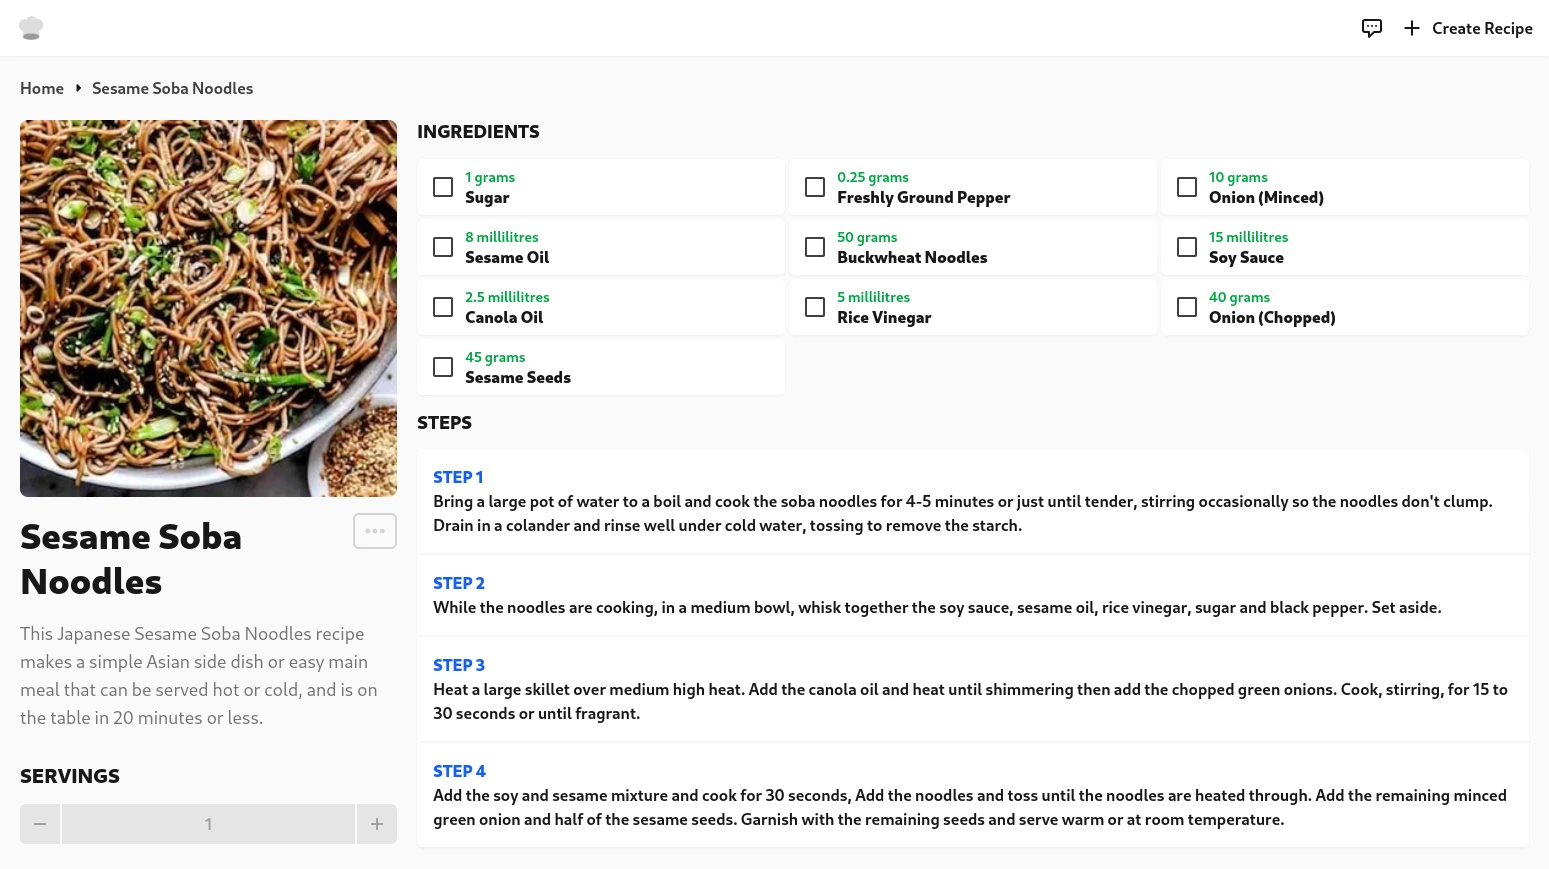 Create Recipe
Home
Sesame Soba Noodles
INGREDIENTS
1 grams
Sugar
0.25 grams
Freshly Ground Pepper
10 grams
Onion (Minced)
8 millilitres
Sesame Oil
50 grams
Buckwheat Noodles
15 millilitres
Soy Sauce
2.5 millilitres
Canola Oil
5 millilitres
Rice Vinegar
40 grams
Onion (Chopped)
45 grams
Sesame Seeds
STEPS
STEP 1
Bring a large pot of water to a boil and cook the soba noodles for 4-5 minutes or just until tender, stirring occasionally so the noodles don't clump.
Drain in a colander and rinse well under cold water, tossing to remove the starch.
STEP 2
While the noodles are cooking, in a medium bowl, whisk together the soy sauce, sesame oil, rice vinegar, sugar and black pepper. Set aside.
STEP 3
Heat a large skillet over medium high heat. Add the canola oil and heat until shimmering then add the chopped green onions. Cook, stirring, for 15 to
30 seconds or until fragrant.
STEP 4
Add the soy and sesame mixture and cook for 30 seconds, Add the noodles and toss until the noodles are heated through. Add the remaining minced
green onion and half of the sesame seeds. Garnish with the remaining seeds and serve warm or at room temperature.
Sesame Soba
Noodles
This Japanese Sesame Soba Noodles recipe
makes a simple Asian side dish or easy main
meal that can be served hot or cold, and is on
the table in 20 minutes or less.
SERVINGS
1